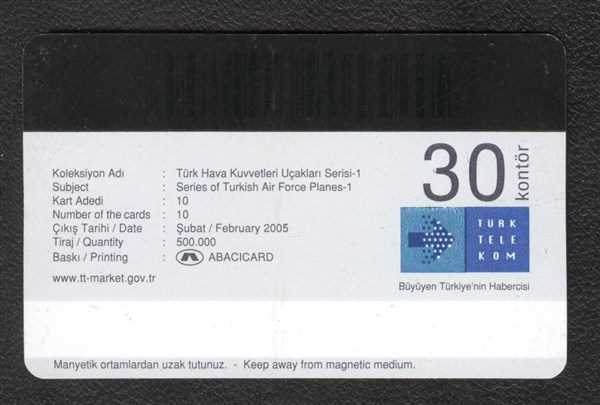 30 kontör
Koleksiyon Adı : Türk Hava Kuvvetleri Uçakları Serisi-1
Subject : Series of Turkish Air Force Planes-1
Kart Adedi : 10
Number of the cards : 10
Çıkış Tarihi / Date : Şubat / February 2005
Tiraj / Quantity : 500.000
Baskı / Printing : ABACICARD
www.tt-market.gov.tr
TÜRK
TELE
KOM
Büyüyen Türkiye'nin Habercisi
Manyetik ortamlardan uzak tutunuz. - Keep away from magnetic medium.